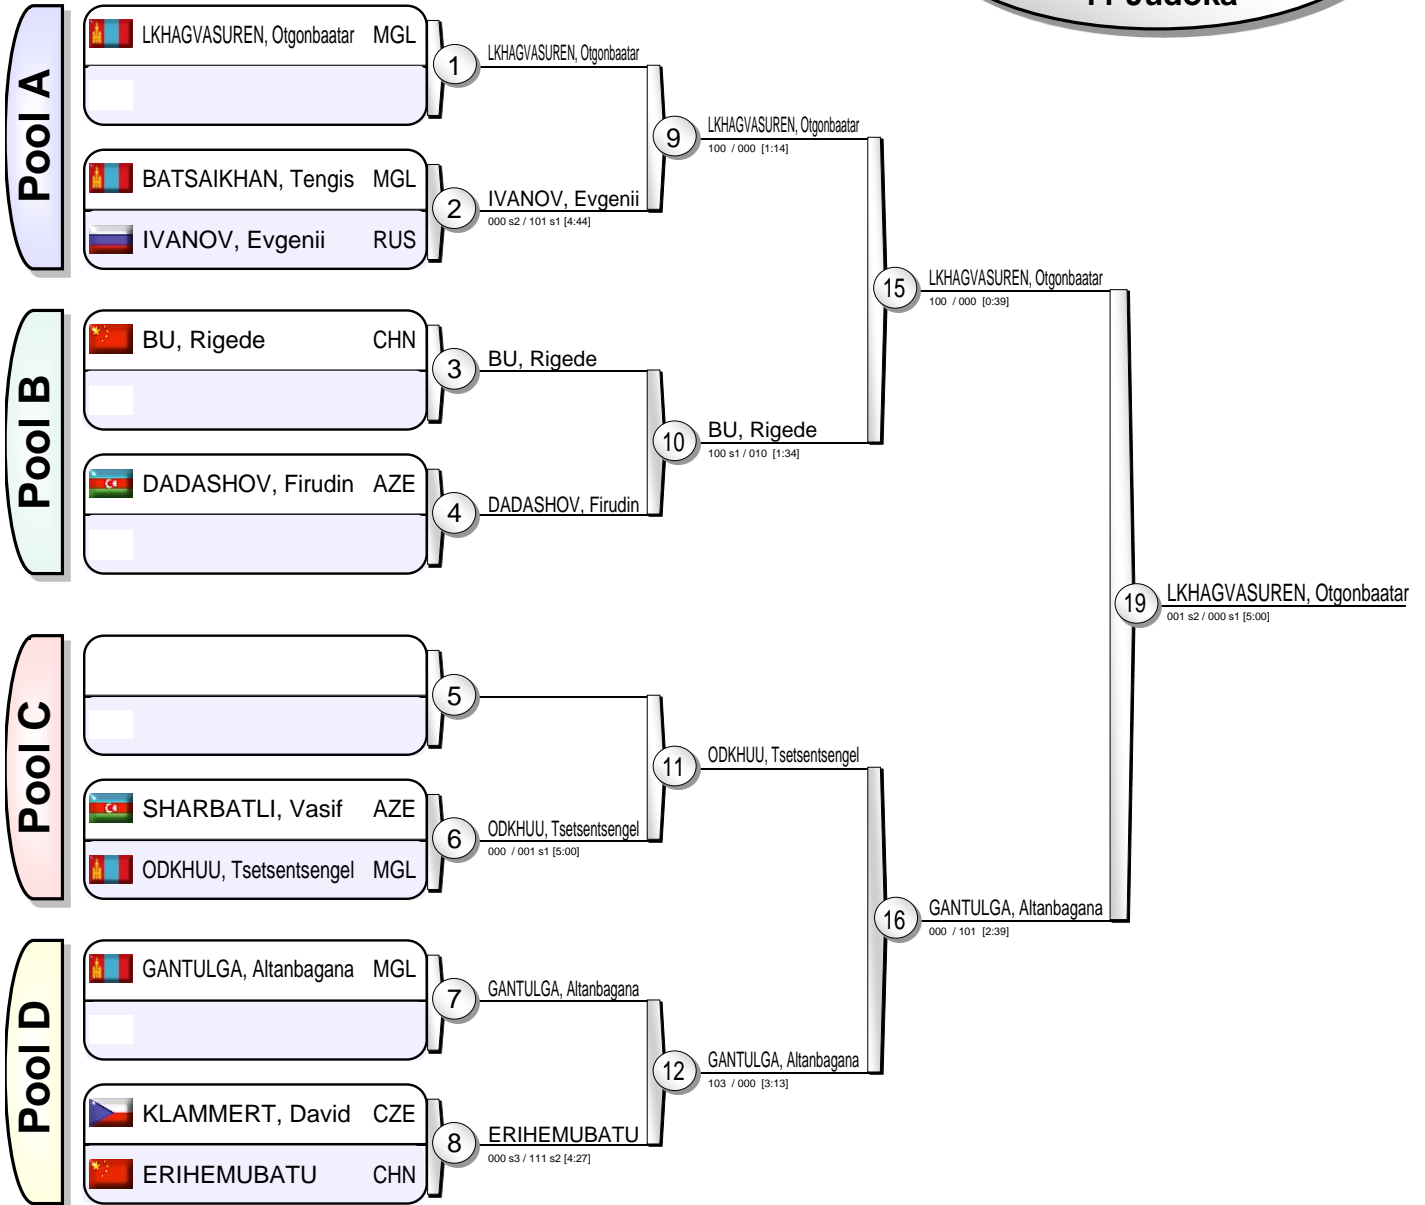 11 Judoka
Pool A
LKHAGVASUREN, Otgonbaatar MGL
1
LKHAGVASUREN, Otgonbaatar
BATSAIKHAN, Tengis MGL
IVANOV, Evgenii RUS
2
IVANOV, Evgenii
000 s2 / 101 s1 [4:44]
9
LKHAGVASUREN, Otgonbaatar
100 / 000 [1:14]
Pool B
BU, Rigede CHN
3
BU, Rigede
DADASHOV, Firudin AZE
4
DADASHOV, Firudin
10
BU, Rigede
100 s1 / 010 [1:34]
15
LKHAGVASUREN, Otgonbaatar
100 / 000 [0:39]
Pool C
5
SHARBATLI, Vasif AZE
ODKHUU, Tsetsentsengel MGL
6
ODKHUU, Tsetsentsengel
000 / 001 s1 [5:00]
11
ODKHUU, Tsetsentsengel
Pool D
GANTULGA, Altanbagana MGL
7
GANTULGA, Altanbagana
KLAMMERT, David CZE
ERIHEMUBATU CHN
8
ERIHEMUBATU
000 s3 / 111 s2 [4:27]
12
GANTULGA, Altanbagana
103 / 000 [3:13]
16
GANTULGA, Altanbagana
000 / 101 [2:39]
19
LKHAGVASUREN, Otgonbaatar
001 s2 / 000 s1 [5:00]